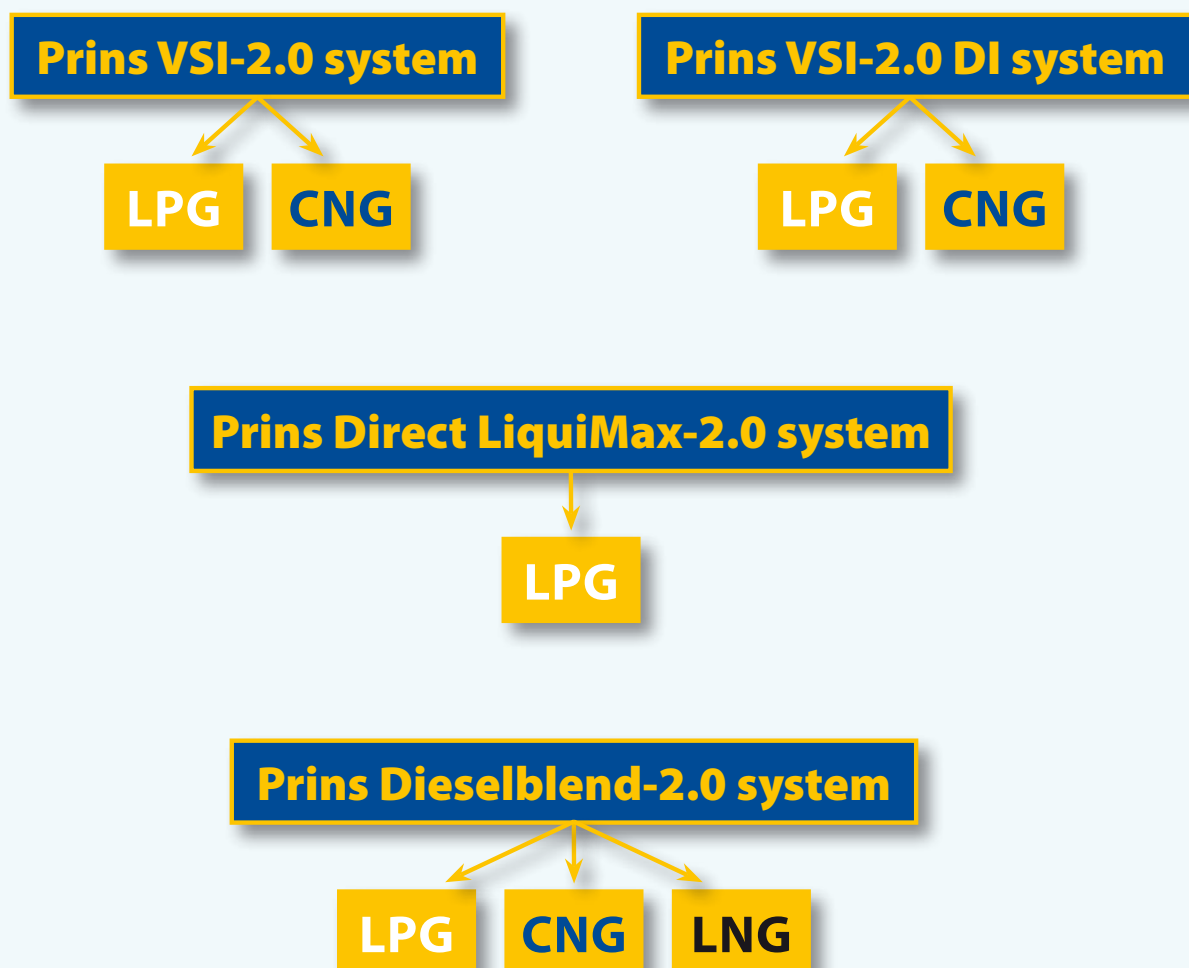 Prins VSI-2.0 system
LPG CNG
Prins VSI-2.0 DI system
LPG CNG
Prins Direct LiquiMax-2.0 system
LPG
Prins Dieselblend-2.0 system
LPG CNG LNG